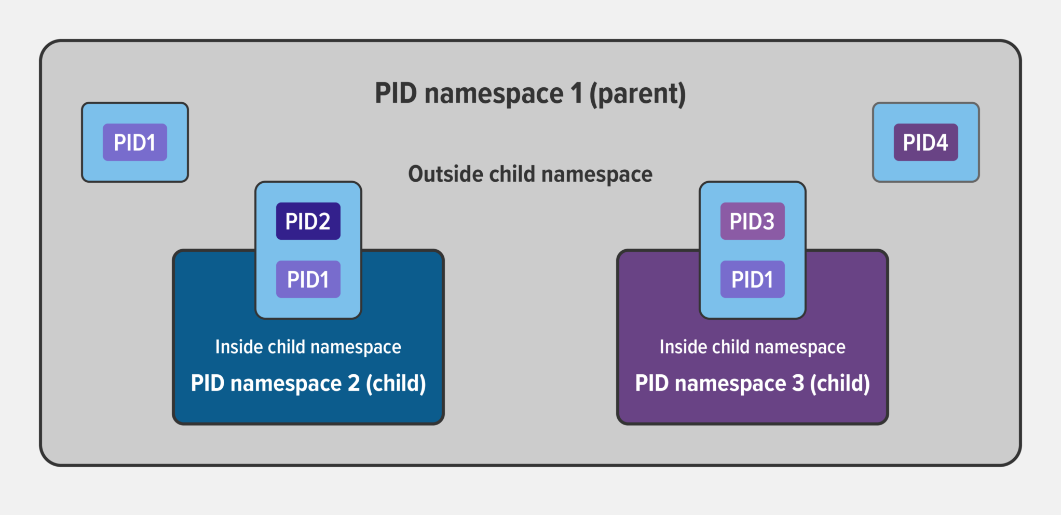 PID namespace 1 (parent)
PID1
PID4
Outside child namespace
PID2
PID1
Inside child namespace
PID namespace 2 (child)
PID3
PID1
Inside child namespace
PID namespace 3 (child)